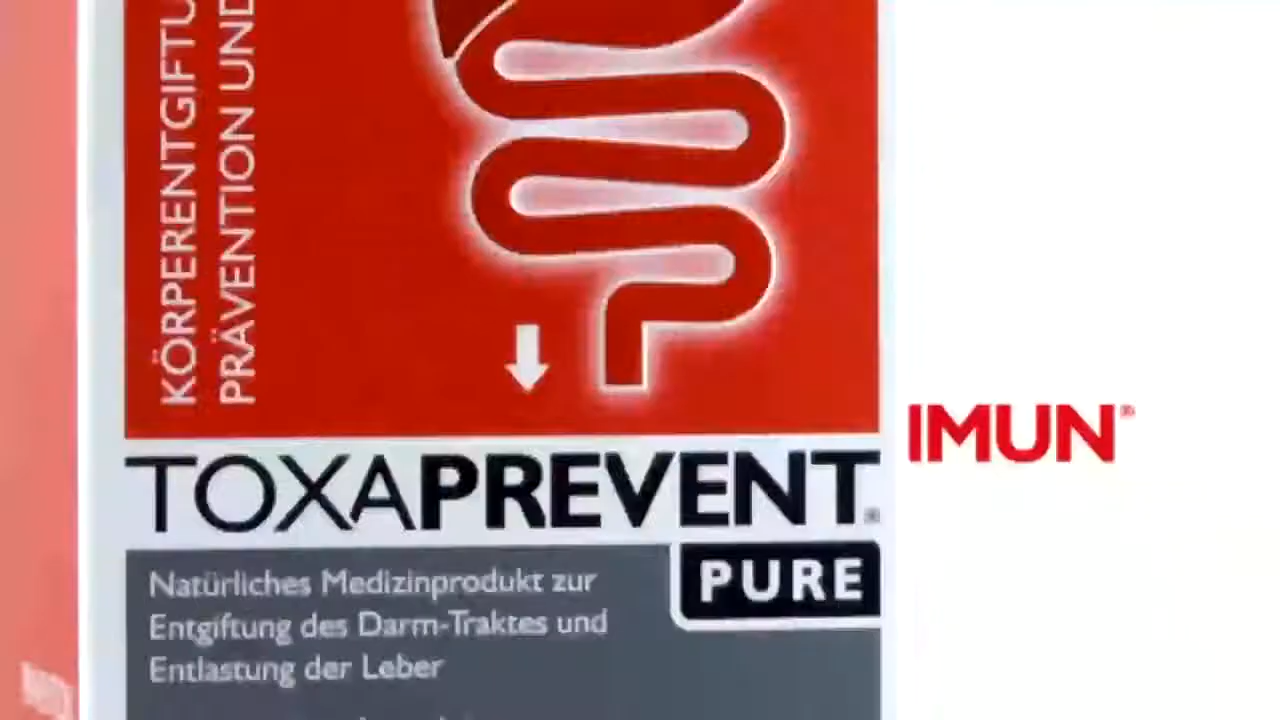 KÖRPERENTGIFTU
PRÄVENTION UND
IMUN®
TOXAPREVENT®
PURE
Natürliches Medizinprodukt zur
Entgiftung des Darm-Traktes und
Entlastung der Leber